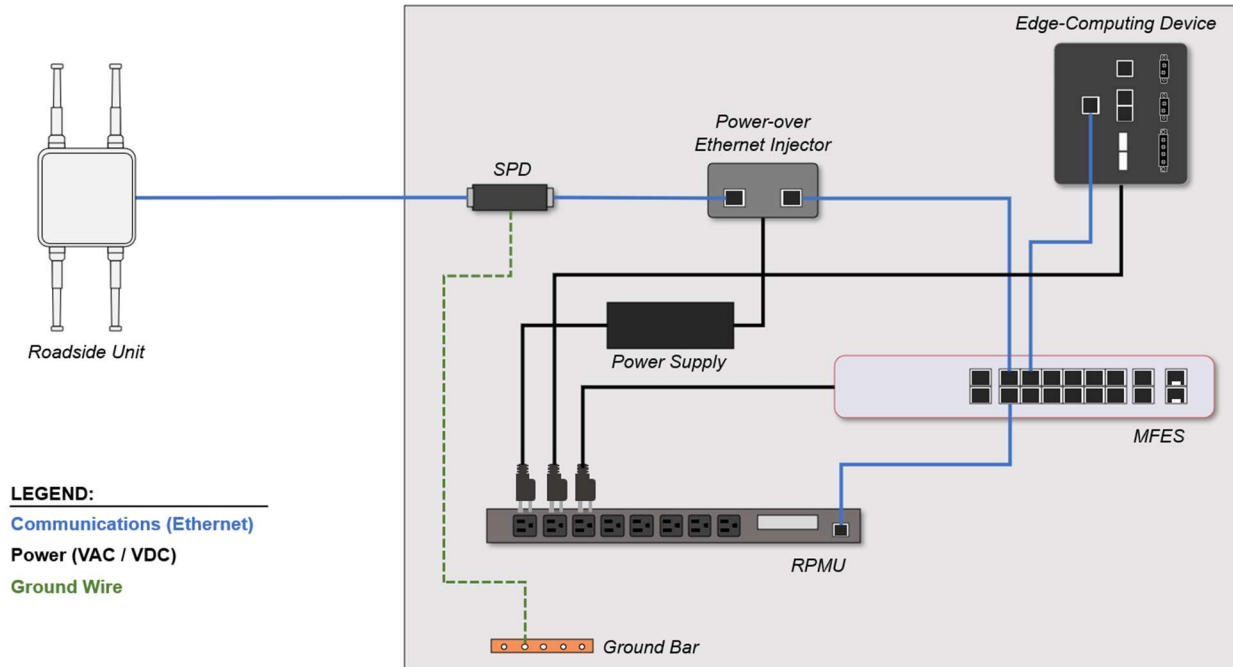 Edge-Computing Device
Power-over
Ethernet Injector
SPD
Roadside Unit
Power Supply
MFES
LEGEND:
Communications (Ethernet)
Power (VAC / VDC)
Ground Wire
RPMU
Ground Bar